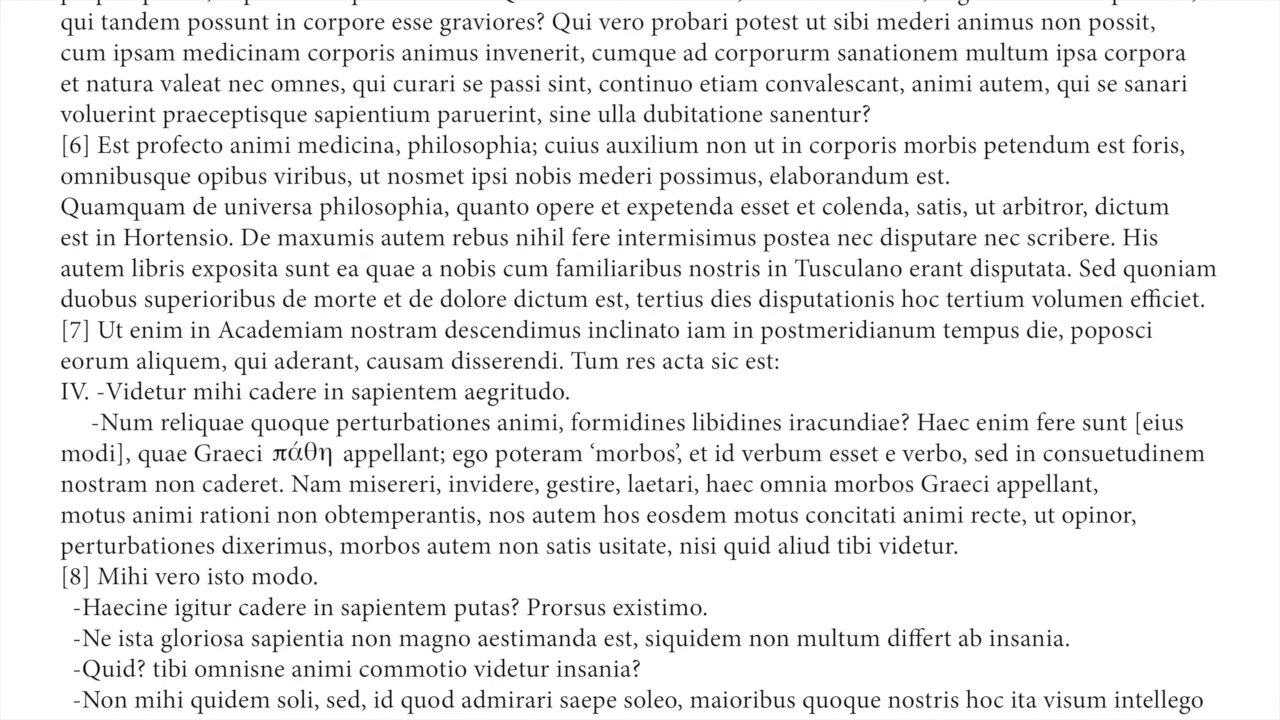 qui tandem possunt in corpore esse graviores? Qui vero probari potest ut sibi mederi animus non possit,
cum ipsam medicinam corporis animus invenerit, cumque ad corporurm sanationem multum ipsa corpora
et natura valeat nec omnes, qui curari se passi sint, continuo etiam convalescant, animi autem, qui se sanari
voluerint praeceptisque sapientium paruerint, sine ulla dubitatione sanentur?
[6] Est profecto animi medicina, philosophia; cuius auxilium non ut in corporis morbis petendum est foris,
omnibusque opibus viribus, ut nosmet ipsi nobis mederi possimus, elaborandum est.
Quamquam de universa philosophia, quanto opere et expetenda esset et colenda, satis, ut arbitror, dictum
est in Hortensio. De maxumis autem rebus nihil fere intermisimus postea nec disputare nec scribere. His
autem libris exposita sunt ea quae a nobis cum familiaribus nostris in Tusculano erant disputata. Sed quoniam
duobus superioribus de morte et de dolore dictum est, tertius dies disputationis hoc tertium volumen efficiet.
[7] Ut enim in Academiam nostram descendimus inclinato iam in postmeridianum tempus die, poposci
eorum aliquem, qui aderant, causam disserendi. Tum res acta sic est:
IV. -Videtur mihi cadere in sapientem aegritudo.
-Num reliquae quoque perturbationes animi, formidines libidines iracundiae? Haec enim fere sunt [eius
modi], quae Graeci πάθη appellant; ego poteram ‘morbos’, et id verbum esset e verbo, sed in consuetudinem
nostram non caderet. Nam misereri, invidere, gestire, laetari, haec omnia morbos Graeci appellant,
motus animi rationi non obtemperantis, nos autem hos eosdem motus concitati animi recte, ut opinor,
perturbationes dixerimus, morbos autem non satis usitate, nisi quid aliud tibi videtur.
[8] Mihi vero isto modo.
-Haecine igitur cadere in sapientem putas? Prorsus existimo.
-Ne ista gloriosa sapientia non magno aestimanda est, siquidem non multum differt ab insania.
-Quid? tibi omnisne animi commotio videtur insania?
-Non mihi quidem soli, sed, id quod admirari saepe soleo, maioribus quoque nostris hoc ita visum intellego